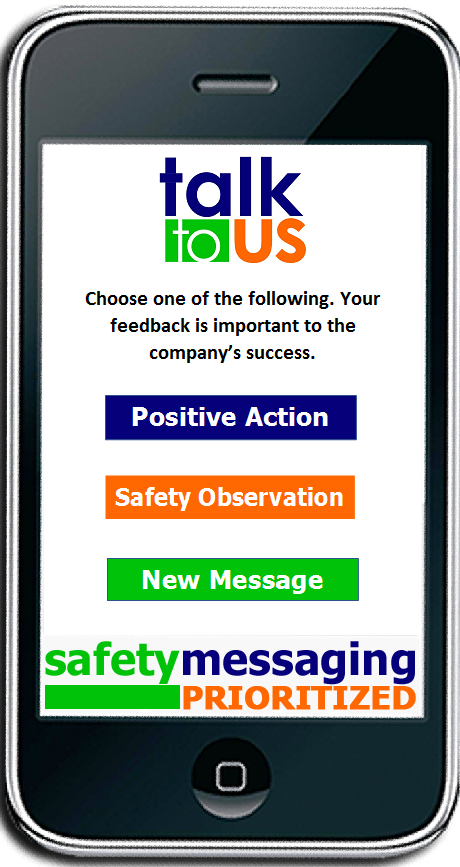 talk
to US
Choose one of the following. Your
feedback is important to the
company’s success.
Positive Action
Safety Observation
New Message
safetymessaging
PRIORITIZED